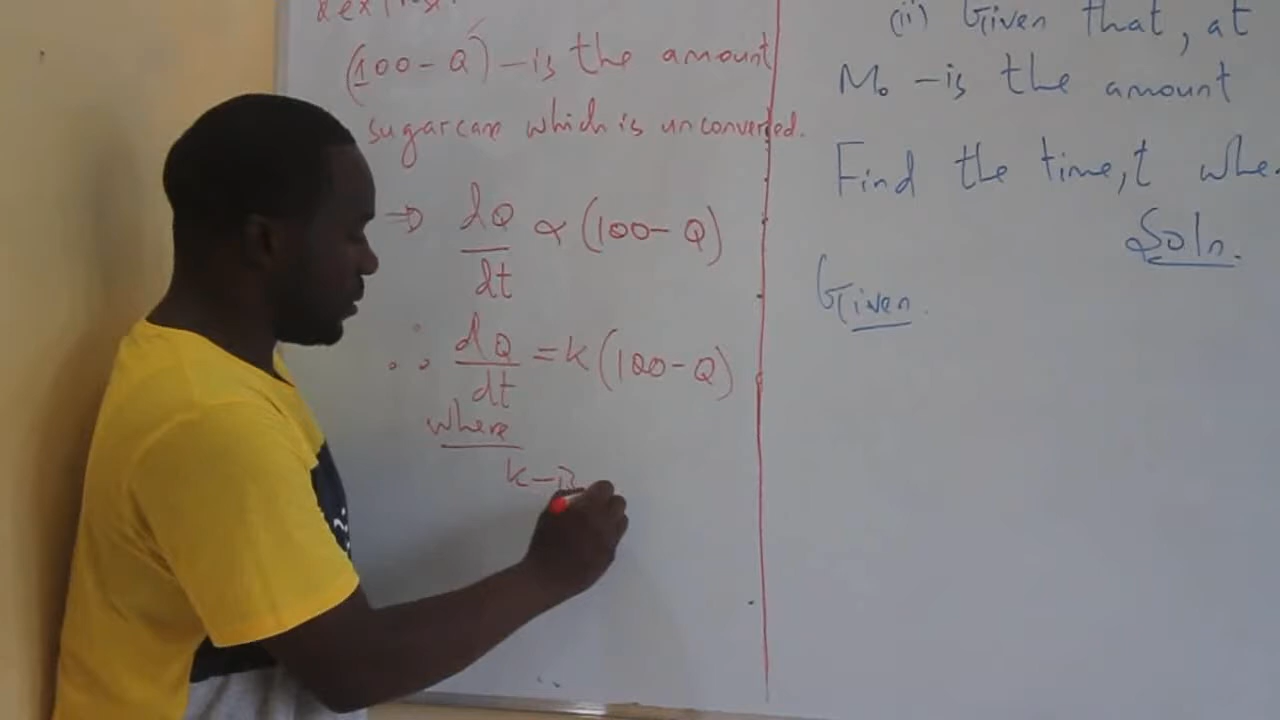 (100 - Q) - is the amount
sugarcane which is unconverted.
⇒ dQ/dt ∝ (100 - Q)
∴ dQ/dt = k(100 - Q)
where
k - is
(ii) Given that, at
M₀ - is the amount
Find the time, t whe
Soln.
Given.